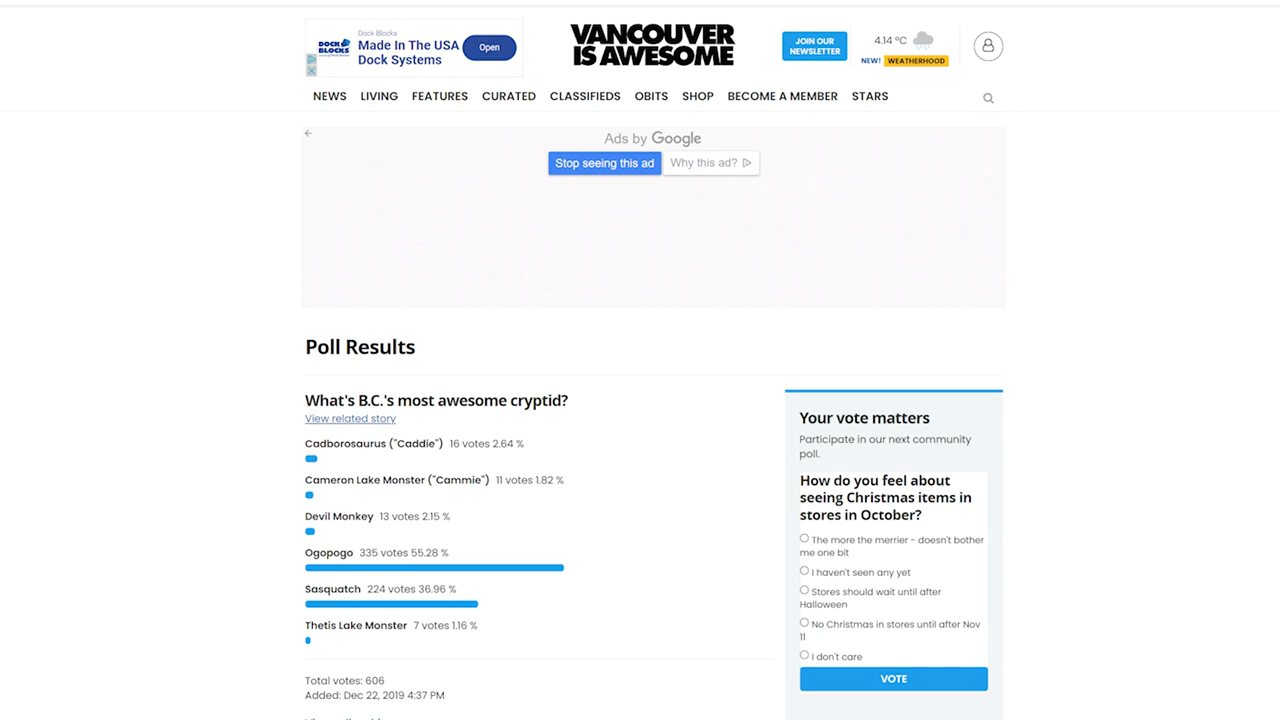 Dock Blocks
DOCK BLOCKS
Made In The USA
Dock Systems
Open
VANCOUVER
IS AWESOME
JOIN OUR
NEWSLETTER
4.14 °C
NEW! WEATHERHOOD
NEWS LIVING FEATURES CURATED CLASSIFIEDS OBITS SHOP BECOME A MEMBER STARS
Ads by Google
Stop seeing this ad
Why this ad?
Poll Results
What's B.C.'s most awesome cryptid?
View related story
Cadborosaurus ("Caddie") 16 votes 2.64 %
Cameron Lake Monster ("Cammie") 11 votes 1.82 %
Devil Monkey 13 votes 2.15 %
Ogopogo 335 votes 55.28 %
Sasquatch 224 votes 36.96 %
Thetis Lake Monster 7 votes 1.16 %
Total votes: 606
Added: Dec 22, 2019 4:37 PM
Your vote matters
Participate in our next community
poll.
How do you feel about
seeing Christmas items in
stores in October?
The more the merrier - doesn't bother
me one bit
I haven't seen any yet
Stores should wait until after
Halloween
No Christmas in stores until after Nov
11
I don't care
VOTE